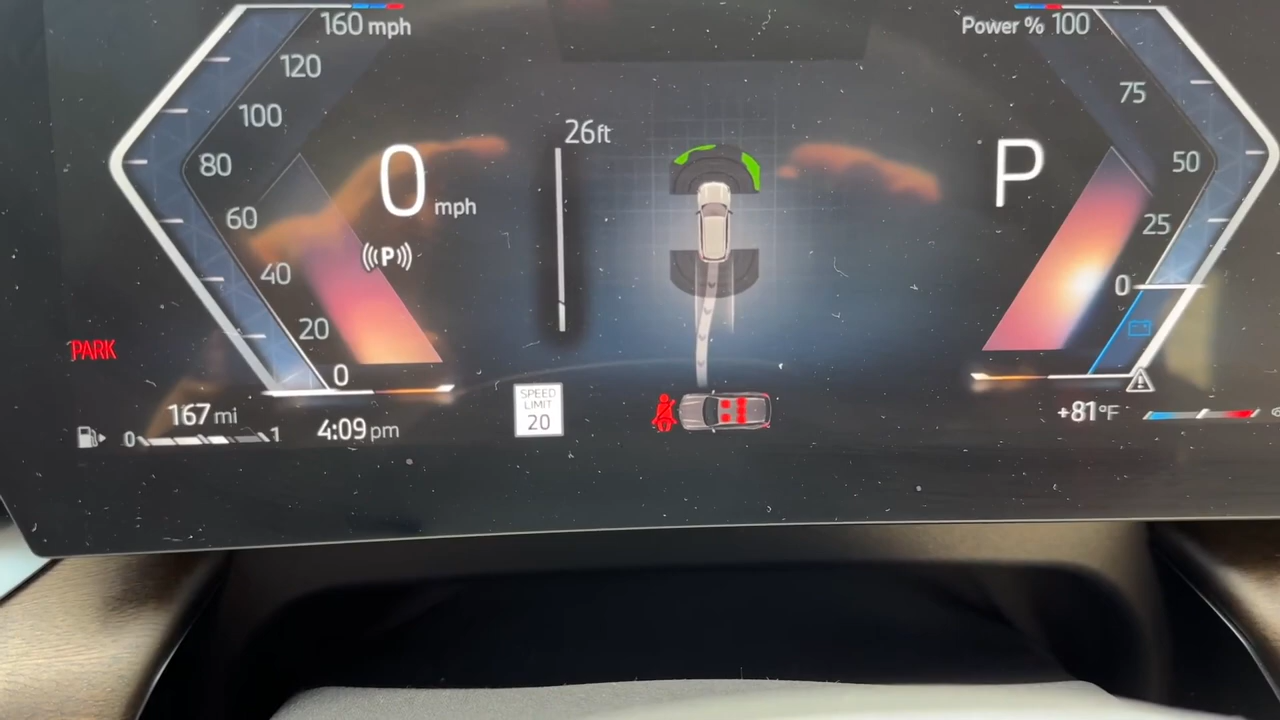 160 mph
120
100
80
60
40
20
0
0 mph
(P)
PARK
167 mi
0 1
4:09 pm
26ft
SPEED
LIMIT
20
P
Power % 100
75
50
25
0
+81°F